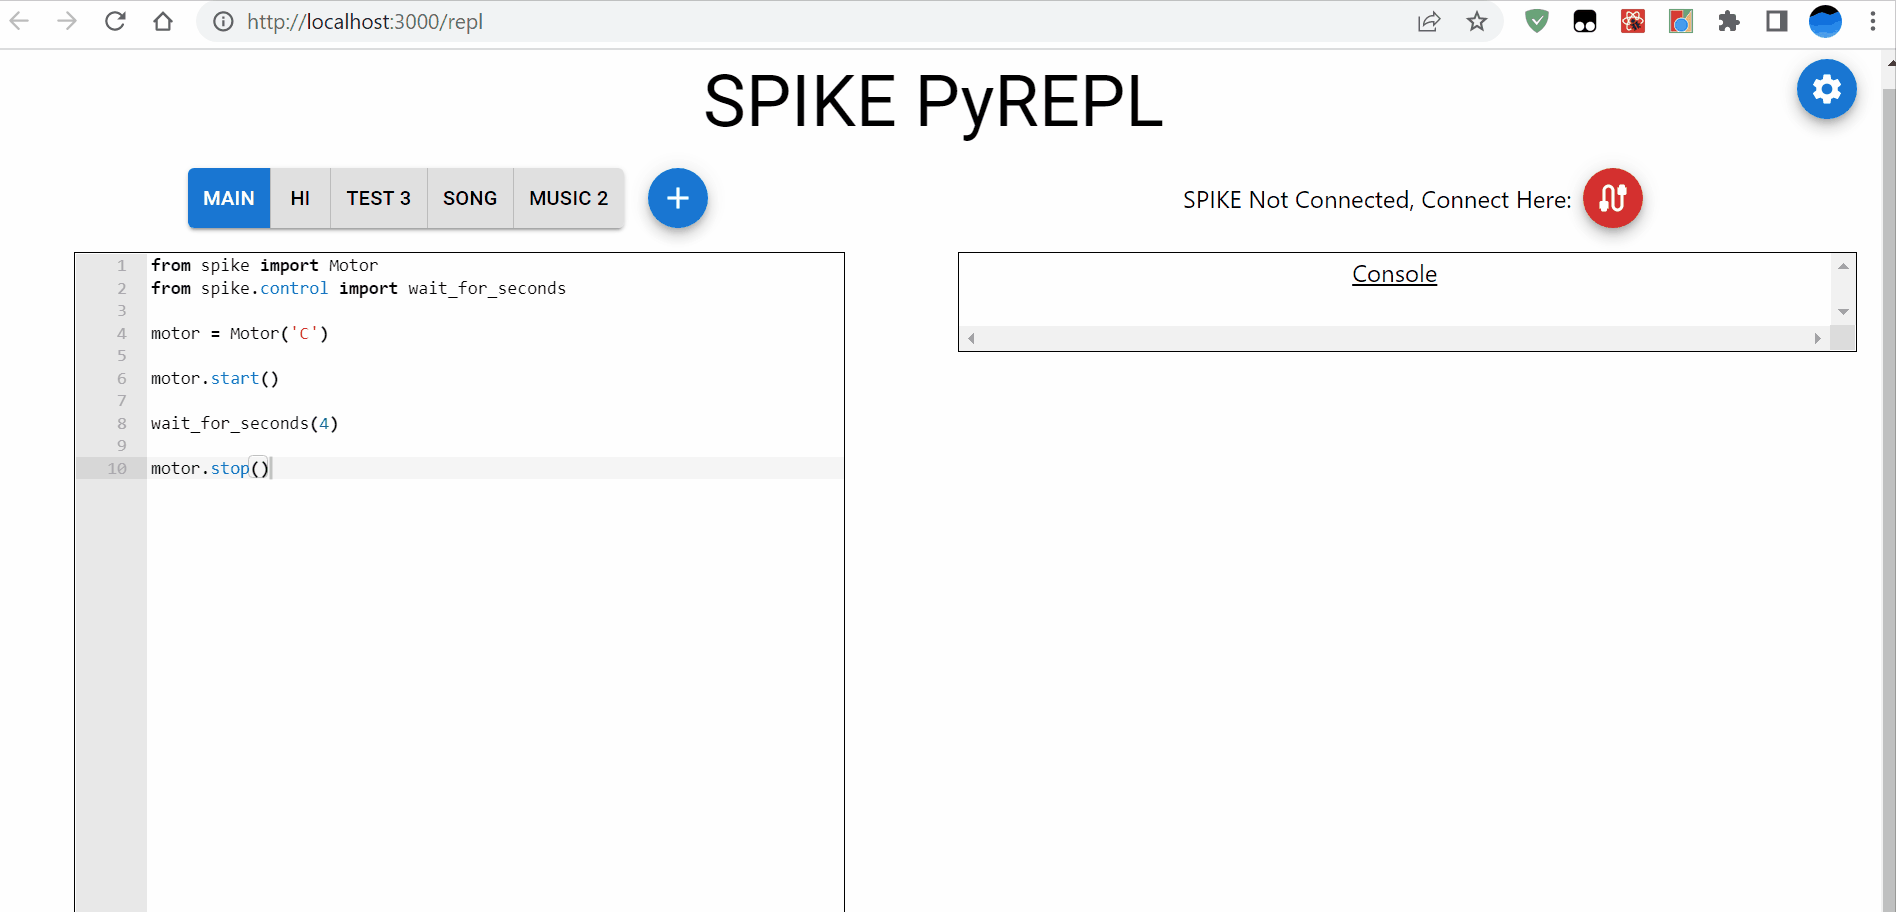 http://localhost:3000/repl
SPIKE PyREPL
MAIN HI TEST 3 SONG MUSIC 2
SPIKE Not Connected, Connect Here:
1 from spike import Motor
2 from spike.control import wait_for_seconds
3
4 motor = Motor('C')
5
6 motor.start()
7
8 wait_for_seconds(4)
9
10 motor.stop()
Console